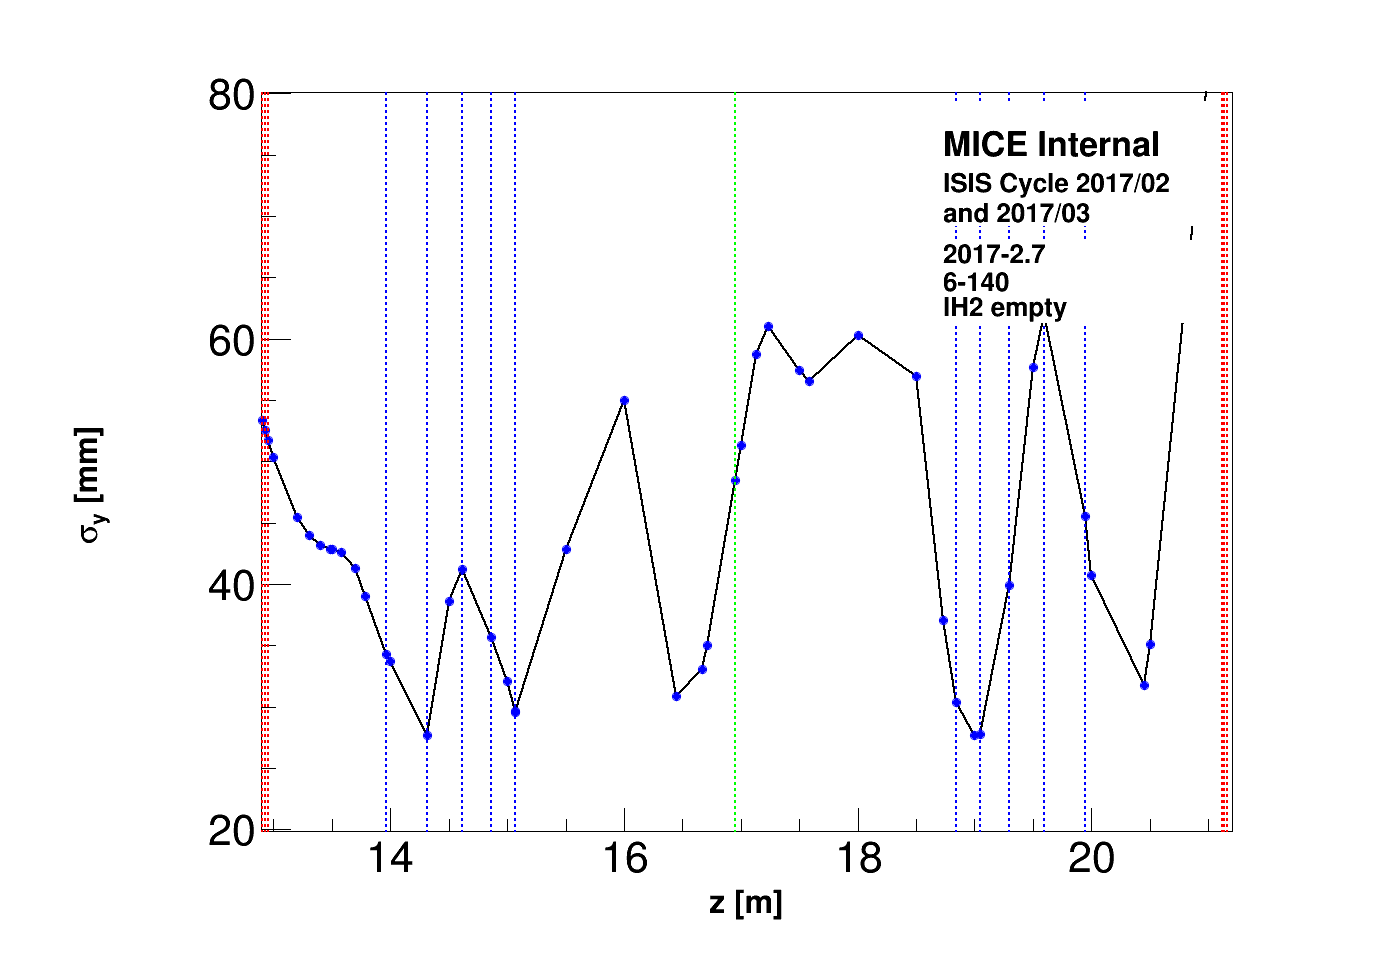 80
60
40
20
σy [mm]
MICE Internal
ISIS Cycle 2017/02
and 2017/03
2017-2.7
6-140
lH2 empty
14 16 18 20
z [m]